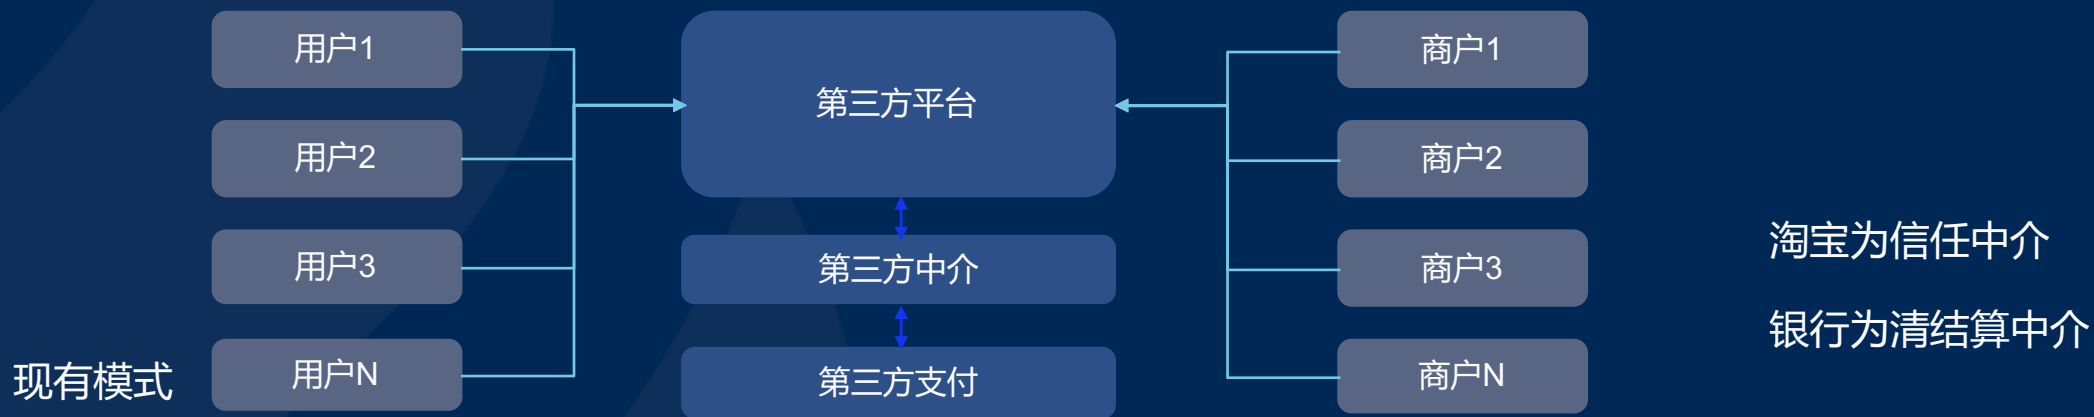 用户1
用户2
用户3
用户N
现有模式
第三方平台
第三方中介
第三方支付
商户1
商户2
商户3
商户N
淘宝为信任中介
银行为清结算中介